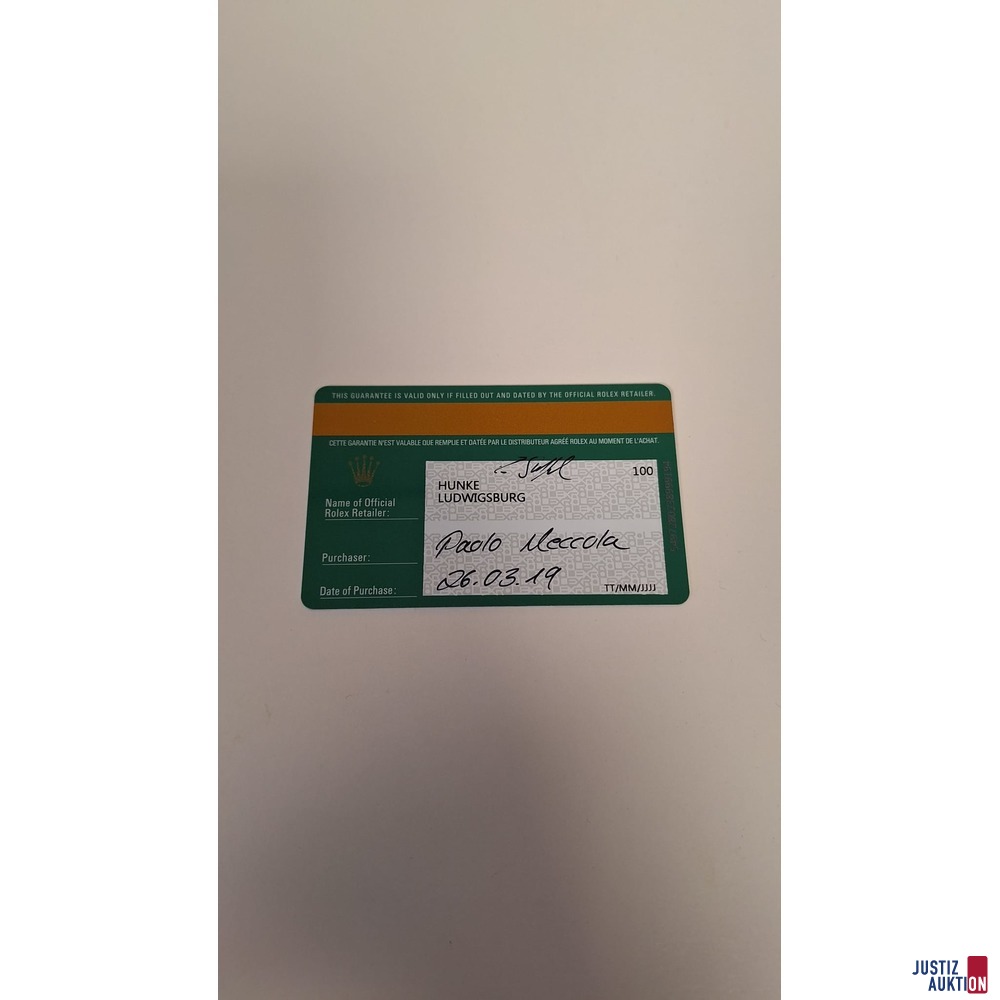 THIS GUARANTEE IS VALID ONLY IF FILLED OUT AND DATED BY THE OFFICIAL ROLEX RETAILER.
CETTE GARANTIE N'EST VALABLE QUE REMPLIE ET DATÉE PAR LE DISTRIBUTEUR AGRÉÉ ROLEX AU MOMENT DE L'ACHAT.
100
Name of Official
Rolex Retailer:
HUNKE
LUDWIGSBURG
Purchaser:
Paolo Meccola
Date of Purchase:
26.03.19
TT/MM/JJJJ
JUSTIZ
AUKTION